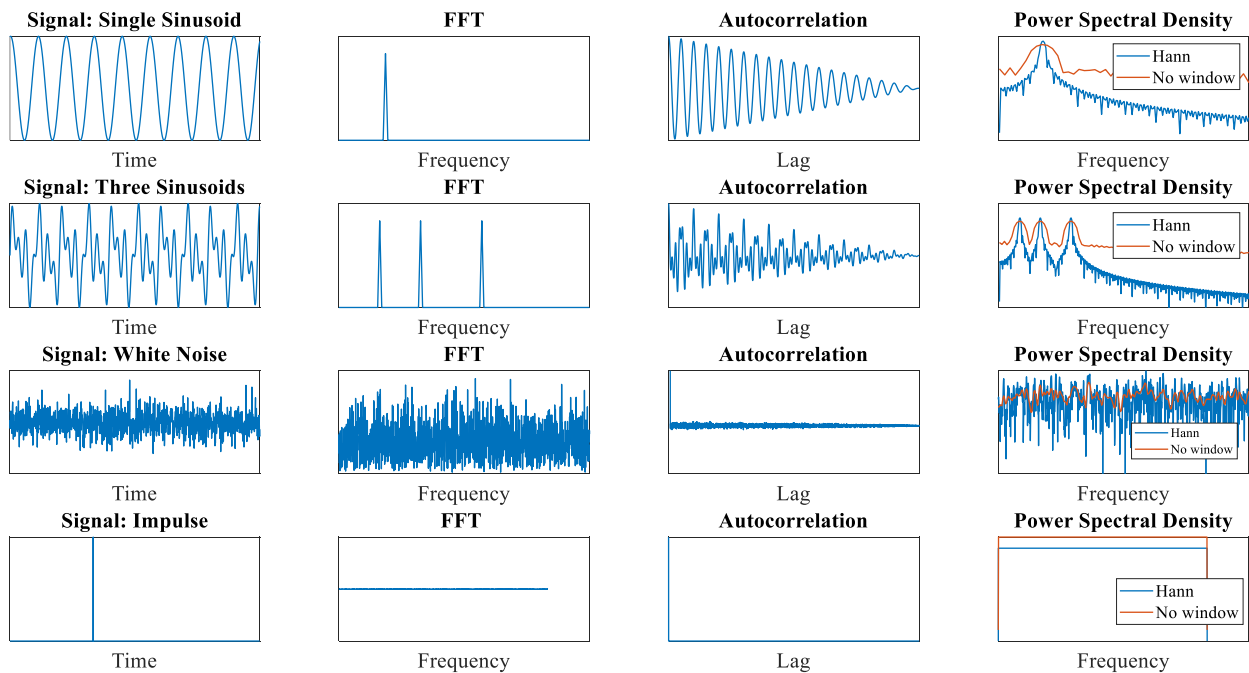 Signal: Single Sinusoid
FFT
Autocorrelation
Power Spectral Density
Hann
No window
Time
Frequency
Lag
Frequency
Signal: Three Sinusoids
FFT
Autocorrelation
Power Spectral Density
Hann
No window
Time
Frequency
Lag
Frequency
Signal: White Noise
FFT
Autocorrelation
Power Spectral Density
Hann
No window
Time
Frequency
Lag
Frequency
Signal: Impulse
FFT
Autocorrelation
Power Spectral Density
Hann
No window
Time
Frequency
Lag
Frequency